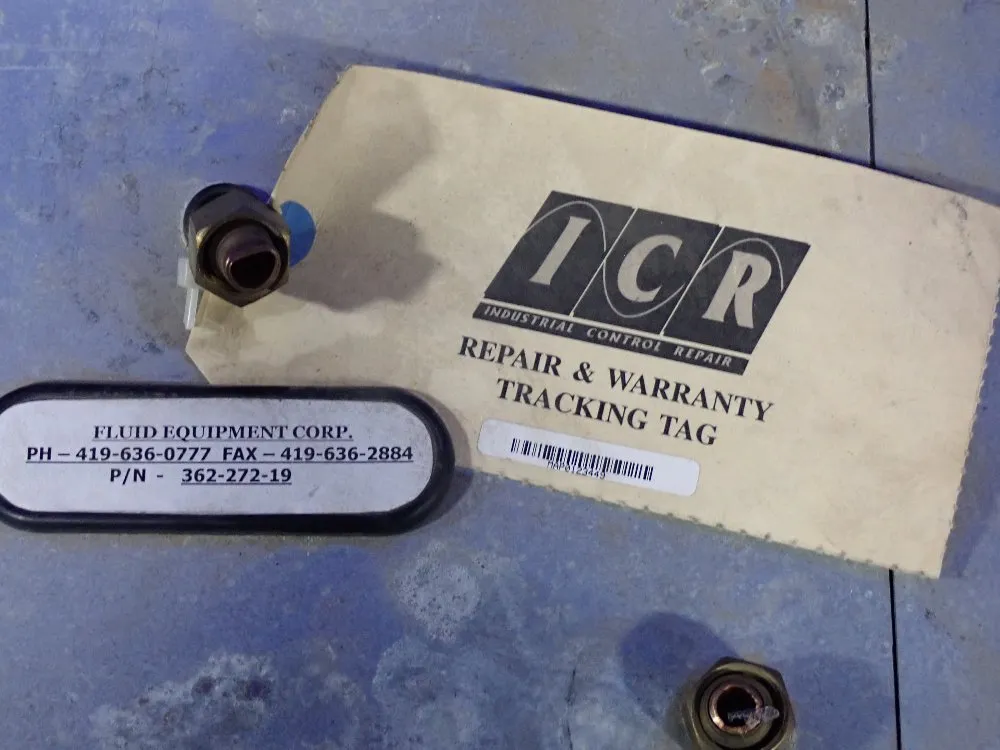 ICR
INDUSTRIAL CONTROL REPAIR
REPAIR & WARRANTY
TRACKING TAG
MAP0123449
FLUID EQUIPMENT CORP.
PH – 419-636-0777 FAX – 419-636-2884
P/N - 362-272-19